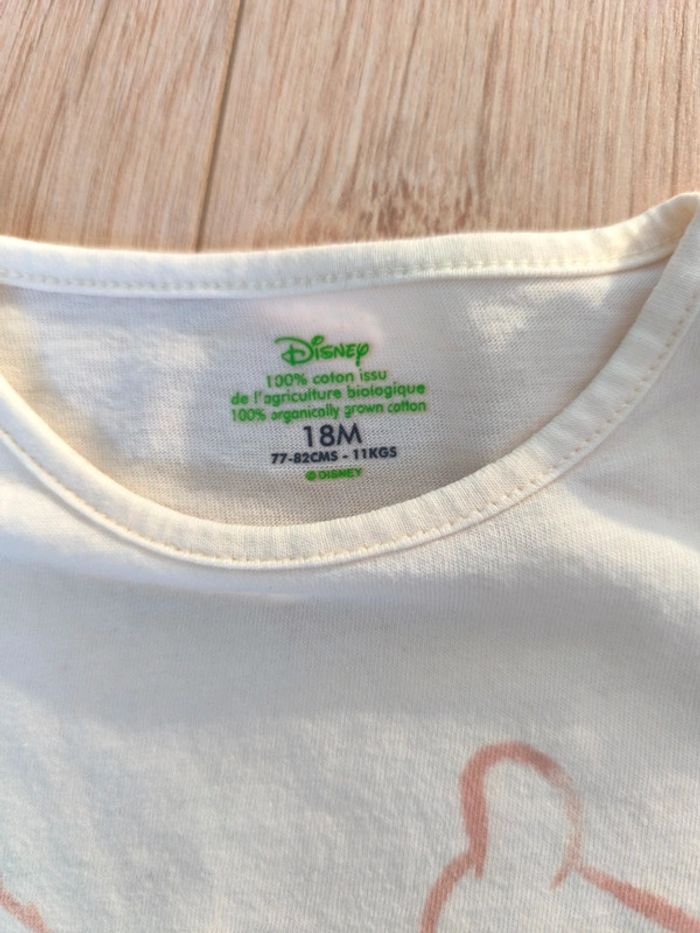 Disney
100% coton issu
de l'agriculture biologique
100% organically grown cotton
18M
77-82CMS - 11KGS
©DISNEY